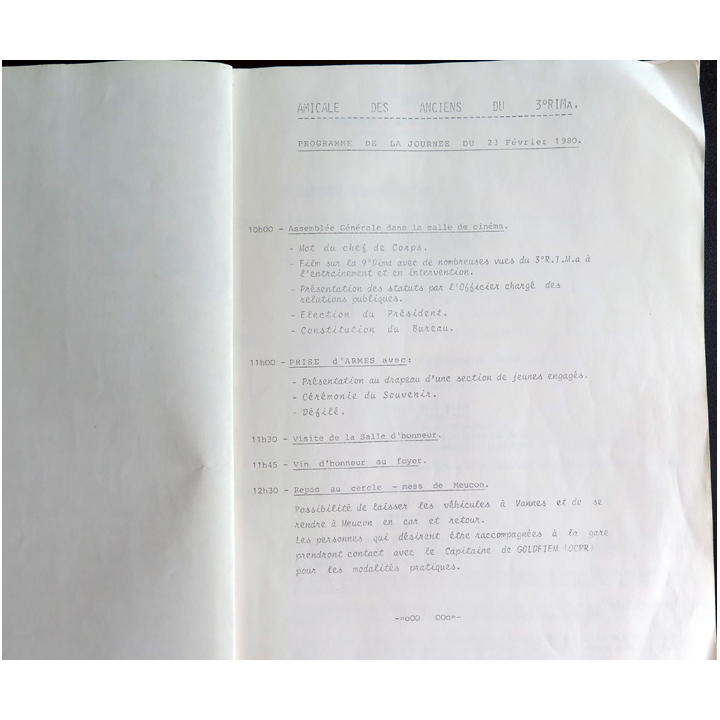 AMICALE DES ANCIENS DU 3°RIMa.
PROGRAMME DE LA JOURNEE DU 23 Février 1980.
10h00 - Assemblée Générale dans la salle de cinéma.
- Mot du chef de Corps.
- Film sur la 9°Dima avec de nombreuses vues du 3°R.I.M.a à
l'entrainement et en intervention.
- Présentation des statuts par l'Officier chargé des
relations publiques.
- Election du Président.
- Constitution du Bureau.
11h00 - PRISE d'ARMES avec:
- Présentation au drapeau d'une section de jeunes engagés.
- Cérémonie du Souvenir.
- Défilé.
11h30 - Visite de la Salle d'honneur.
11h45 - Vin d'honneur au foyer.
12h30 - Repas au cercle - mess de Meucon.
Possibilité de laisser les véhicules à Vannes et de se
rendre à Meucon en car et retour.
Les personnes qui désirent être raccompagnées à la gare
prendront contact avec le Capitaine de GOLDFIEM (OCPR)
pour les modalités pratiques.
-=oOO OOo=-